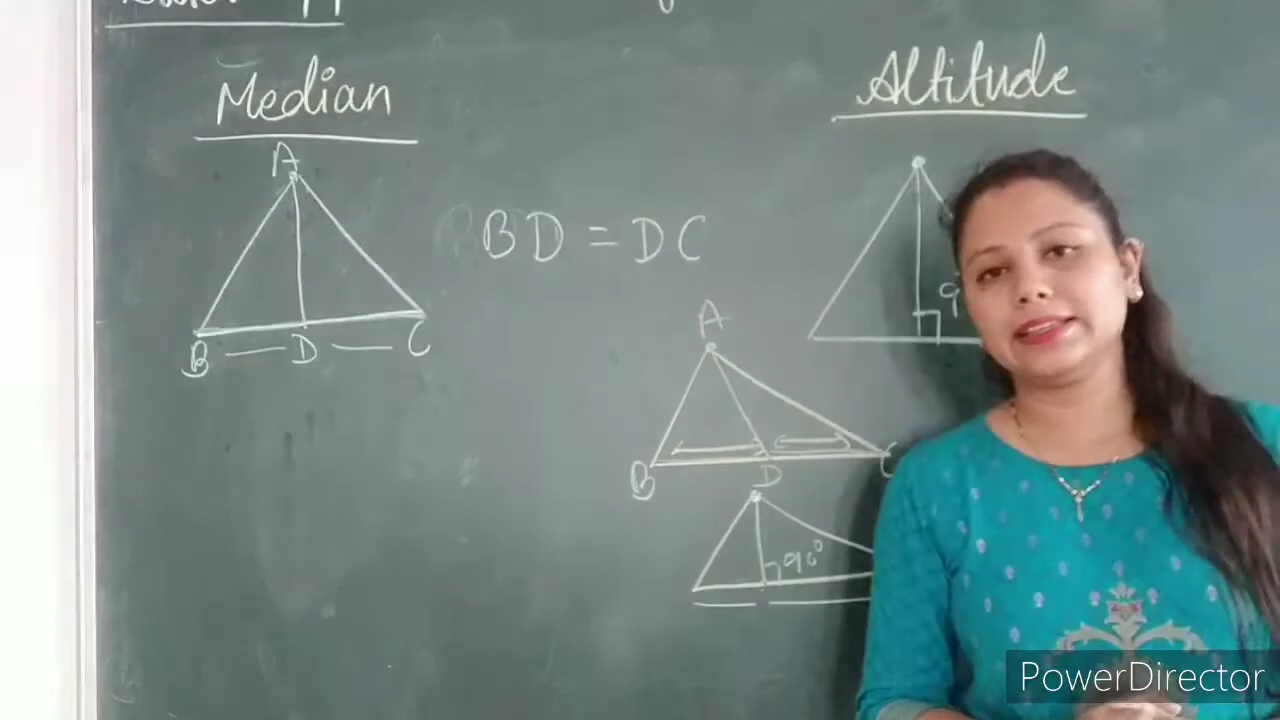 Median
Altitude
A
BD = DC
B D C
A
B D C
90°
PowerDirector